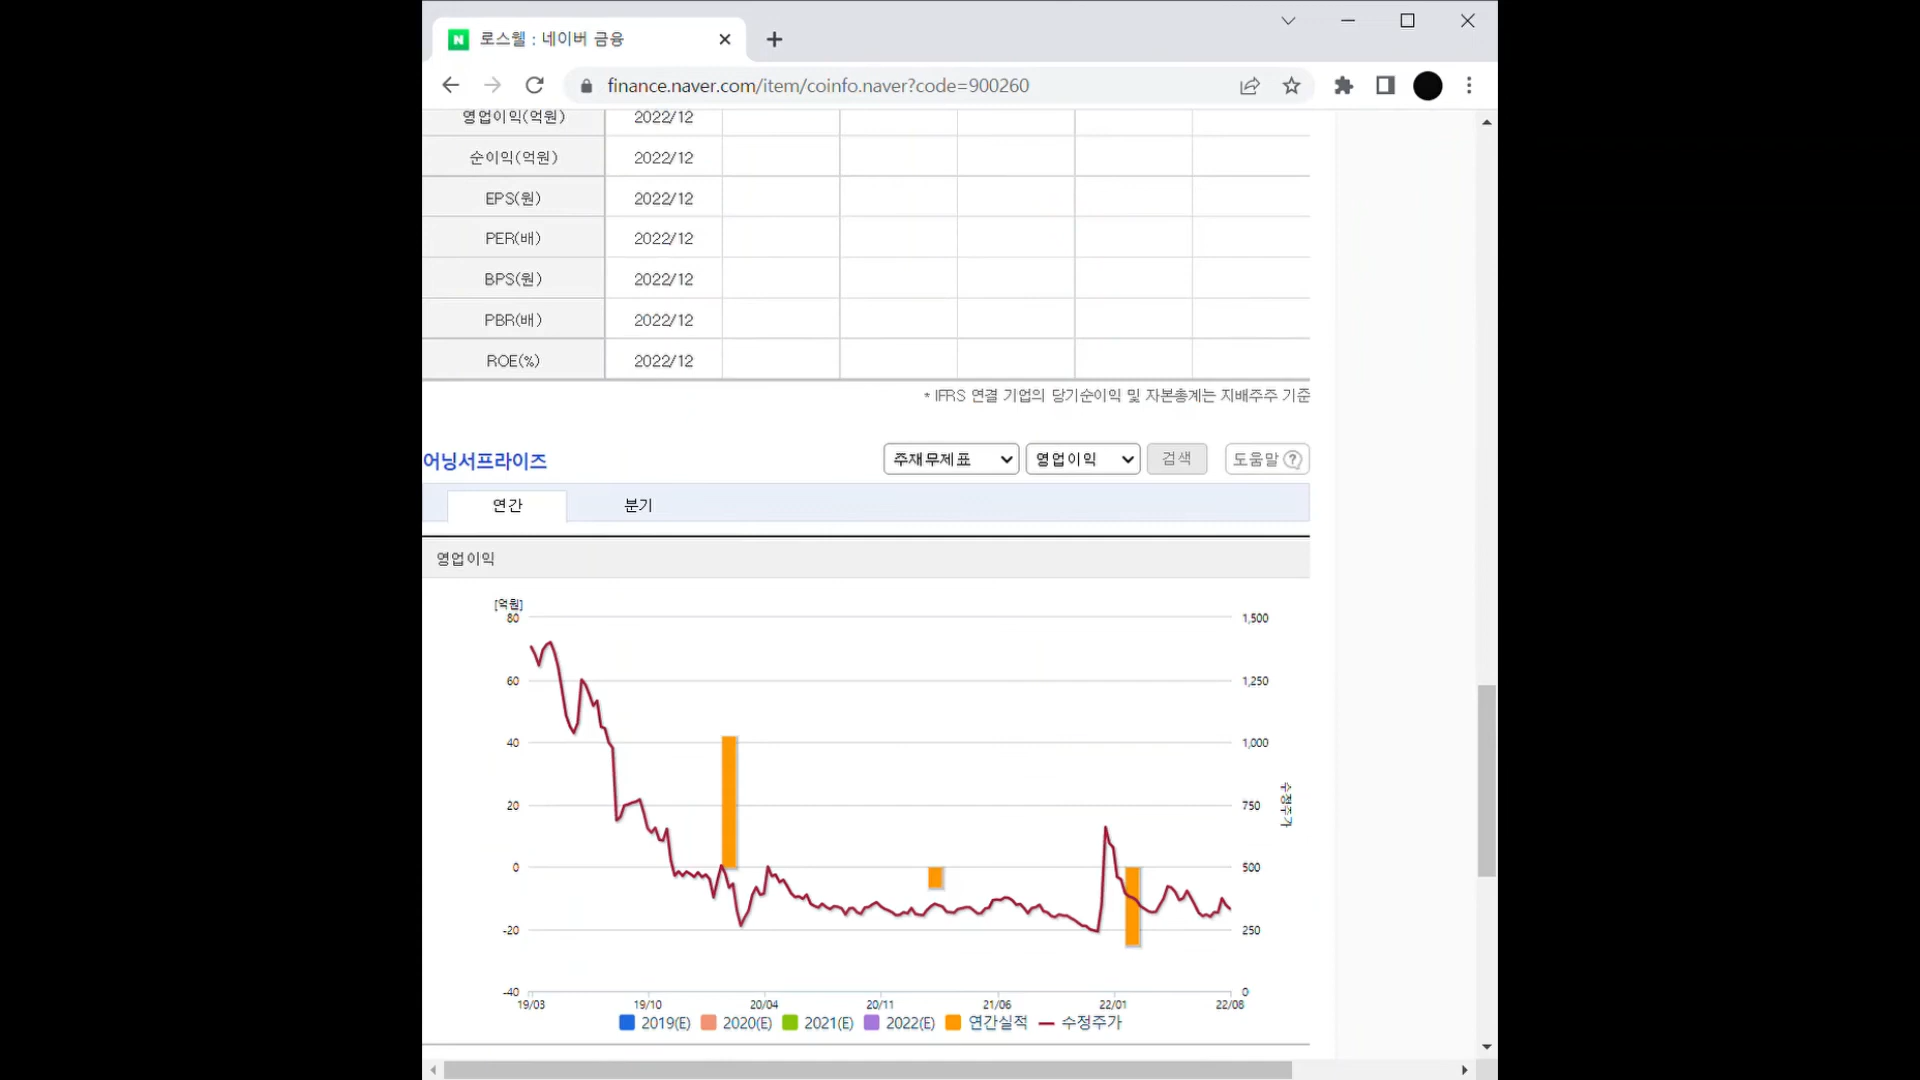 로스웰 : 네이버 금융
finance.naver.com/item/coinfo.naver?code=900260
영업이익(억원) 2022/12
순이익(억원) 2022/12
EPS(원) 2022/12
PER(배) 2022/12
BPS(원) 2022/12
PBR(배) 2022/12
ROE(%) 2022/12
* IFRS 연결 기업의 당기순이익 및 자본총계는 지배주주 기준
어닝서프라이즈 주재무제표 영업이익 검색 도움말 ?
연간 분기
영업이익
[억원]
80 1,500
60 1,250
40 1,000
수정주가
20 750
0 500
-20 250
-40 0
19/03 19/10 20/04 20/11 21/06 22/01 22/08
2019(E) 2020(E) 2021(E) 2022(E) 연간실적 수정주가